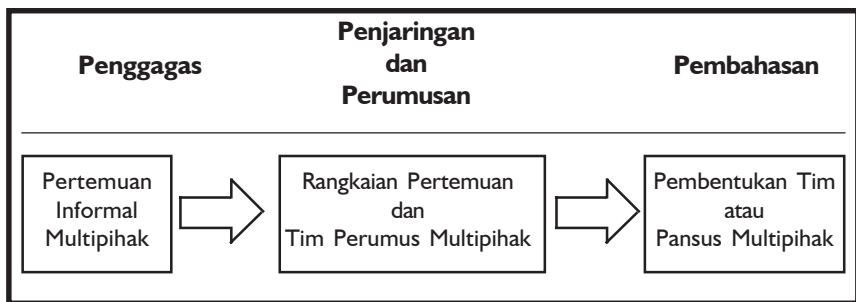 Penggagas
Penjaringan
dan
Perumusan
Pembahasan
Pertemuan
Informal
Multipihak
Rangkaian Pertemuan
dan
Tim Perumus Multipihak
Pembentukan Tim
atau
Pansus Multipihak